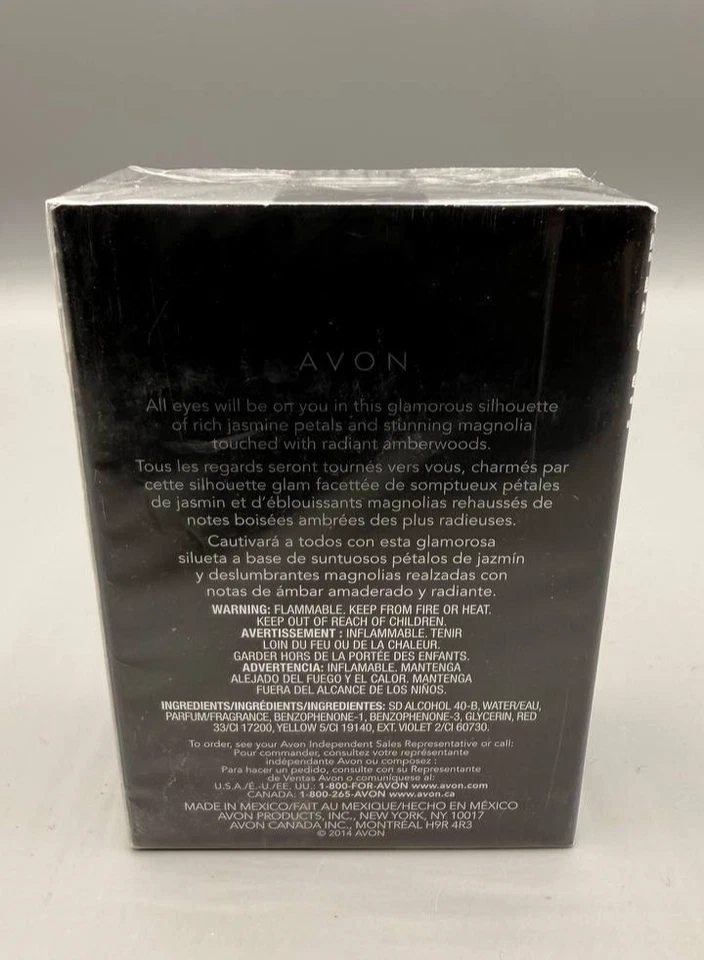 AVON
All eyes will be on you in this glamorous silhouette
of rich jasmine petals and stunning magnolia
touched with radiant amberwoods.
Tous les regards seront tournés vers vous, charmés par
cette silhouette glam facettée de somptueux pétales
de jasmin et d'éblouissants magnolias rehaussés de
notes boisées ambrées des plus radieuses.
Cautivará a todos con esta glamorosa
silueta a base de suntuosos pétalos de jazmín
y deslumbrantes magnolias realzadas con
notas de ámbar amaderado y radiante.
WARNING: FLAMMABLE. KEEP FROM FIRE OR HEAT.
KEEP OUT OF REACH OF CHILDREN.
AVERTISSEMENT : INFLAMMABLE. TENIR
LOIN DU FEU OU DE LA CHALEUR.
GARDER HORS DE LA PORTÉE DES ENFANTS.
ADVERTENCIA: INFLAMABLE. MANTENGA
ALEJADO DEL FUEGO Y EL CALOR. MANTENGA
FUERA DEL ALCANCE DE LOS NIÑOS.
INGREDIENTS/INGRÉDIENTS/INGREDIENTES: SD ALCOHOL 40-B, WATER/EAU,
PARFUM/FRAGRANCE, BENZOPHENONE-1, BENZOPHENONE-3, GLYCERIN, RED
33/CI 17200, YELLOW 5/CI 19140, EXT. VIOLET 2/CI 60730.
To order, see your Avon Independent Sales Representative or call:
Pour commander, consultez votre représentante
indépendante Avon ou composez :
Para hacer un pedido, consulte con su Representante
de Ventas Avon o comuníquese al:
U.S.A./É.-U./EE. UU.: 1-800-FOR-AVON www.avon.com
CANADA: 1-800-265-AVON www.avon.ca
MADE IN MEXICO/FAIT AU MEXIQUE/HECHO EN MÉXICO
AVON PRODUCTS, INC., NEW YORK, NY 10017
AVON CANADA INC., MONTRÉAL H9R 4R3
© 2014 AVON